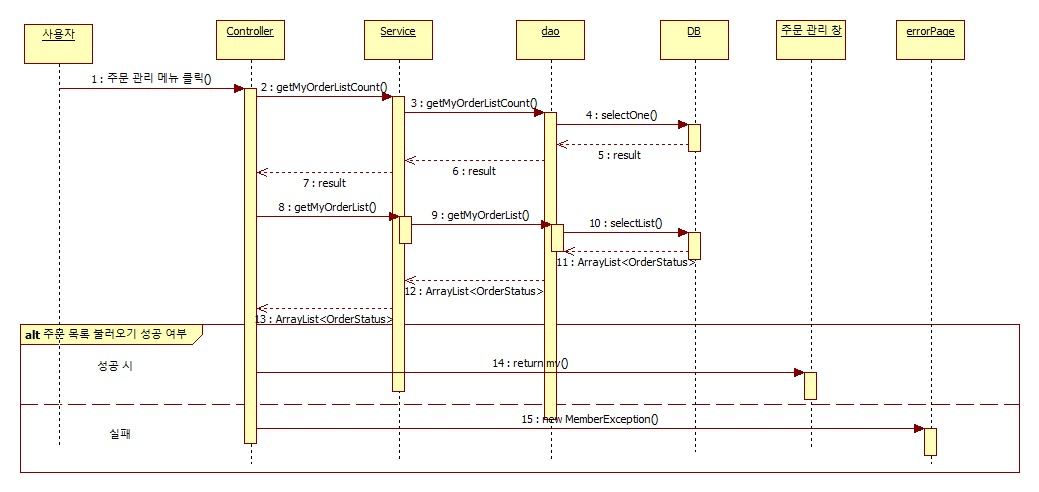 사용자
Controller
Service
dao
DB
주문 관리 창
errorPage
1 : 주문 관리 메뉴 클릭()
2 : getMyOrderListCount()
3 : getMyOrderListCount()
4 : selectOne()
5 : result
6 : result
7 : result
8 : getMyOrderList()
9 : getMyOrderList()
10 : selectList()
11 : ArrayList<OrderStatus>
12 : ArrayList<OrderStatus>
13 : ArrayList<OrderStatus>
alt 주문 목록 불러오기 성공 여부
성공 시
14 : return mv()
15 : new MemberException()
실패